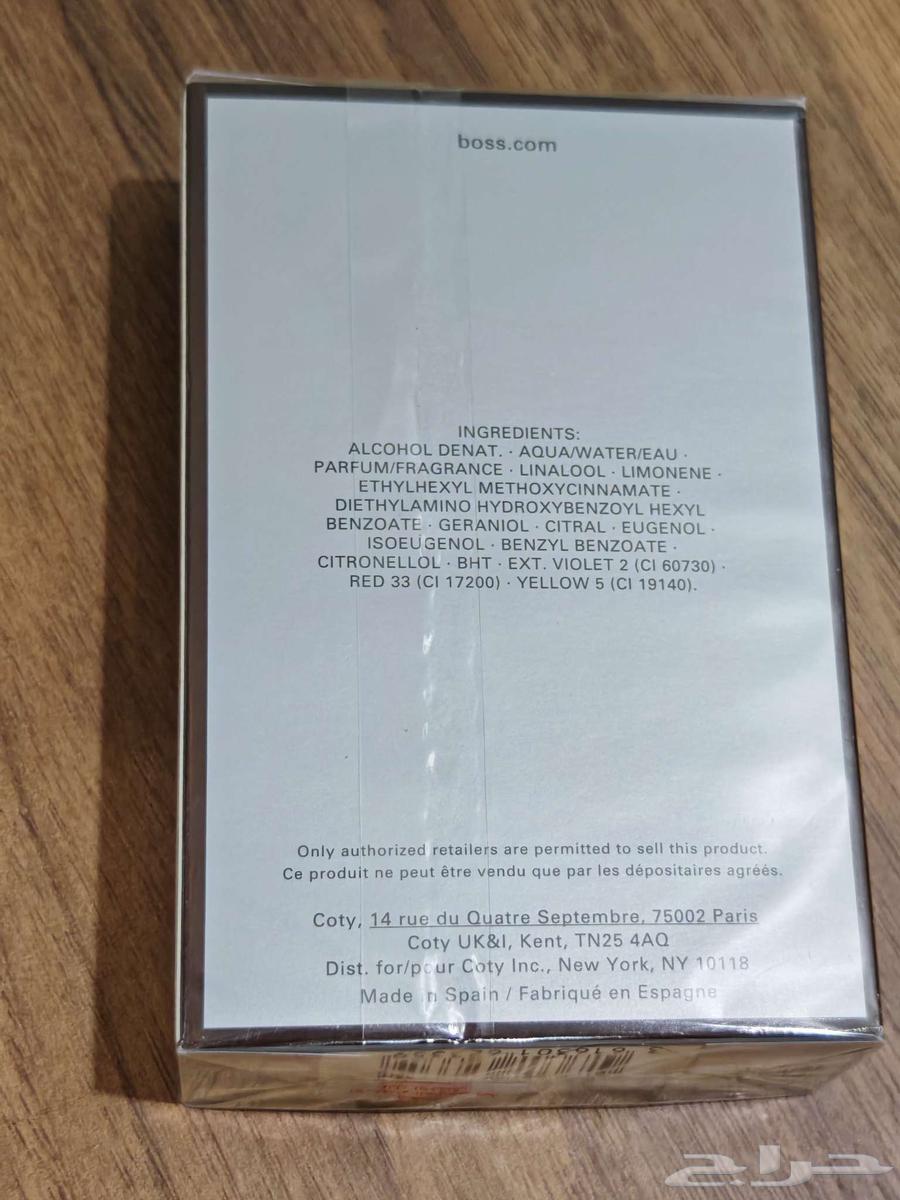 boss.com
INGREDIENTS:
ALCOHOL DENAT. · AQUA/WATER/EAU ·
PARFUM/FRAGRANCE · LINALOOL · LIMONENE ·
ETHYLHEXYL METHOXYCINNAMATE ·
DIETHYLAMINO HYDROXYBENZOYL HEXYL
BENZOATE · GERANIOL · CITRAL · EUGENOL ·
ISOEUGENOL · BENZYL BENZOATE ·
CITRONELLOL · BHT · EXT. VIOLET 2 (CI 60730) ·
RED 33 (CI 17200) · YELLOW 5 (CI 19140).
Only authorized retailers are permitted to sell this product.
Ce produit ne peut être vendu que par les dépositaires agréés.
Coty, 14 rue du Quatre Septembre, 75002 Paris
Coty UK&I, Kent, TN25 4AQ
Dist. for/pour Coty Inc., New York, NY 10118
Made in Spain / Fabriqué en Espagne
حراج